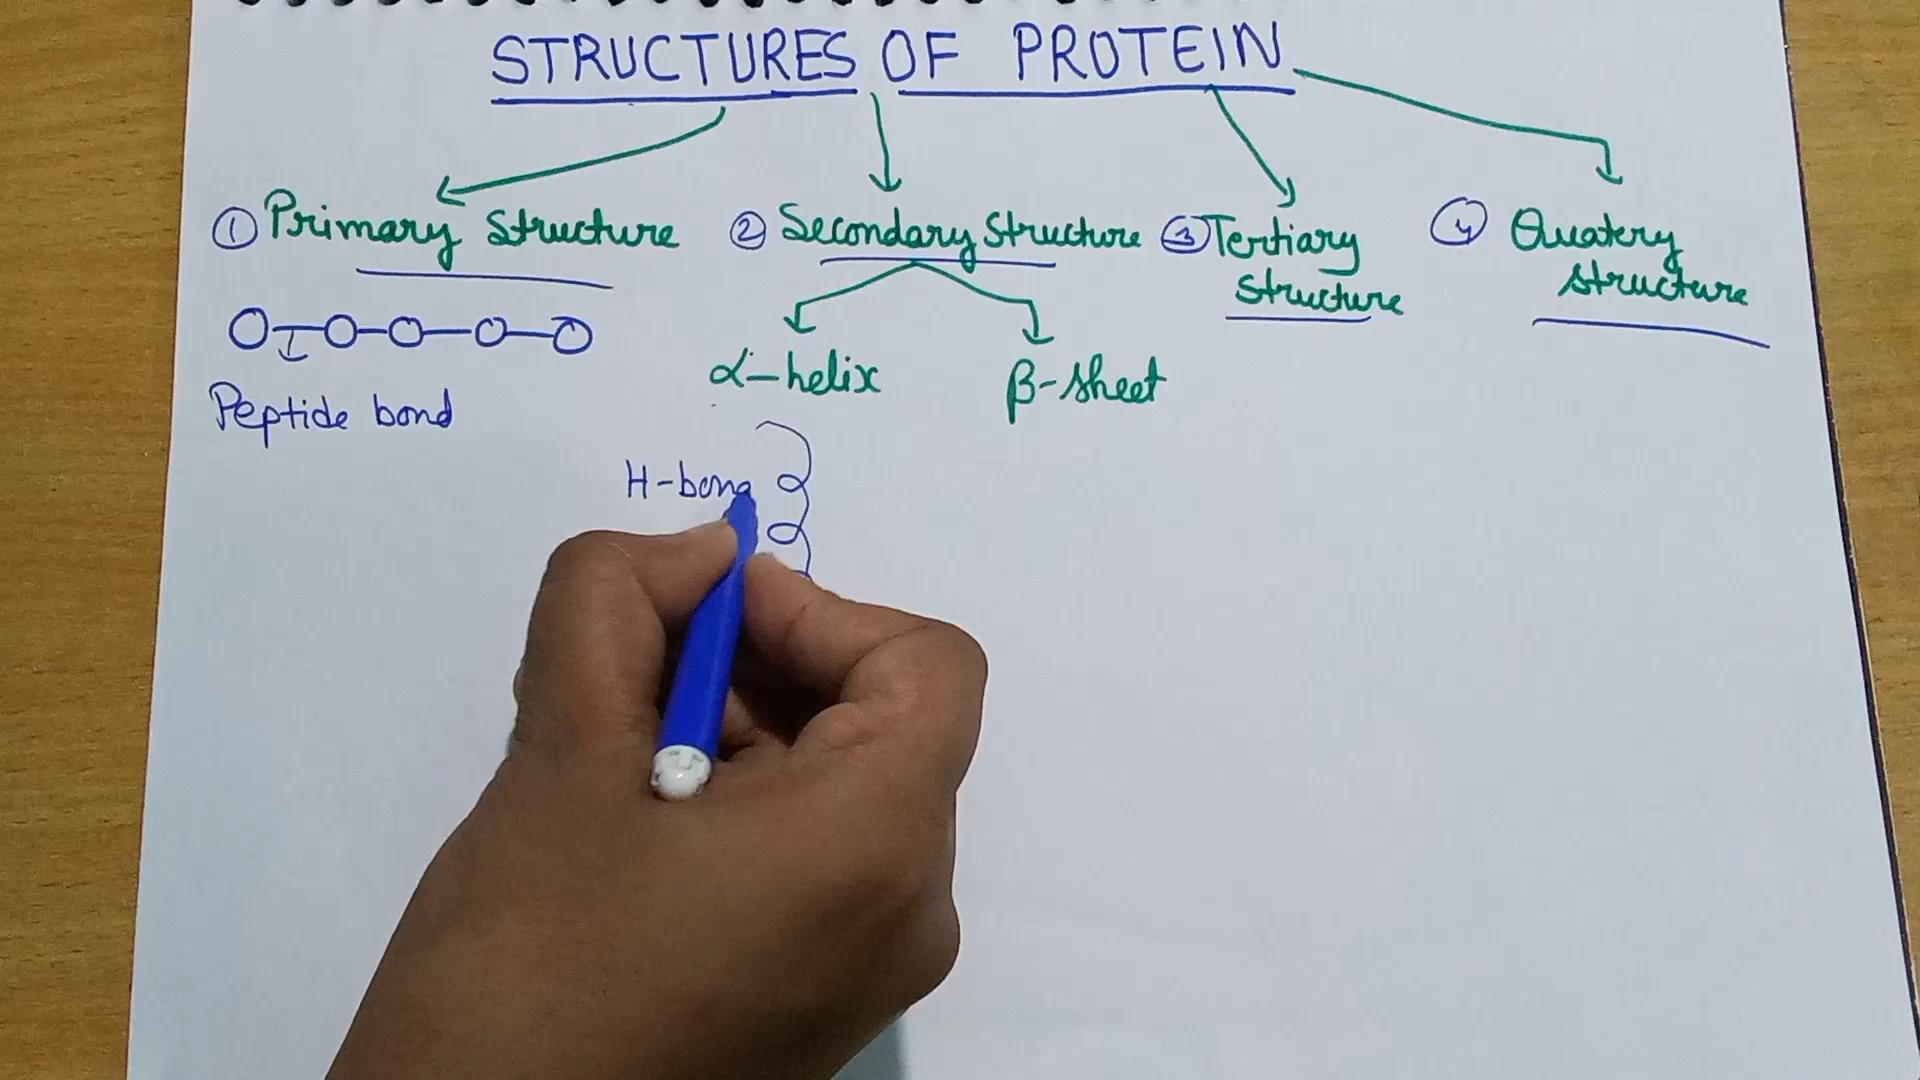 STRUCTURES OF PROTEIN
① Primary Structure
② Secondary Structure
③ Tertiary
Structure
④ Quatery
Structure
Peptide bond
α-helix
β-sheet
H-bond